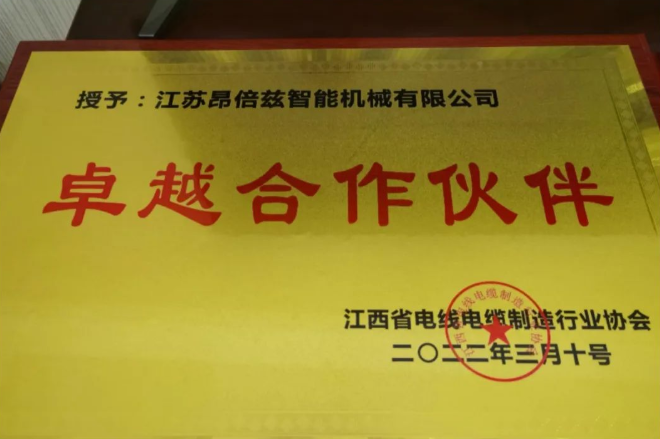 授予：江苏昂倍兹智能机械有限公司
卓越合作伙伴
江西省电线电缆制造行业协会
二〇二二年三月十号